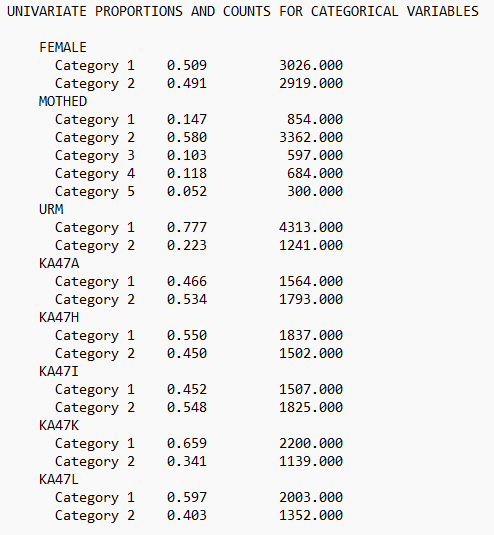 UNIVARIATE PROPORTIONS AND COUNTS FOR CATEGORICAL VARIABLES
FEMALE
Category 1 0.509 3026.000
Category 2 0.491 2919.000
MOTHED
Category 1 0.147 854.000
Category 2 0.580 3362.000
Category 3 0.103 597.000
Category 4 0.118 684.000
Category 5 0.052 300.000
URM
Category 1 0.777 4313.000
Category 2 0.223 1241.000
KA47A
Category 1 0.466 1564.000
Category 2 0.534 1793.000
KA47H
Category 1 0.550 1837.000
Category 2 0.450 1502.000
KA47I
Category 1 0.452 1507.000
Category 2 0.548 1825.000
KA47K
Category 1 0.659 2200.000
Category 2 0.341 1139.000
KA47L
Category 1 0.597 2003.000
Category 2 0.403 1352.000